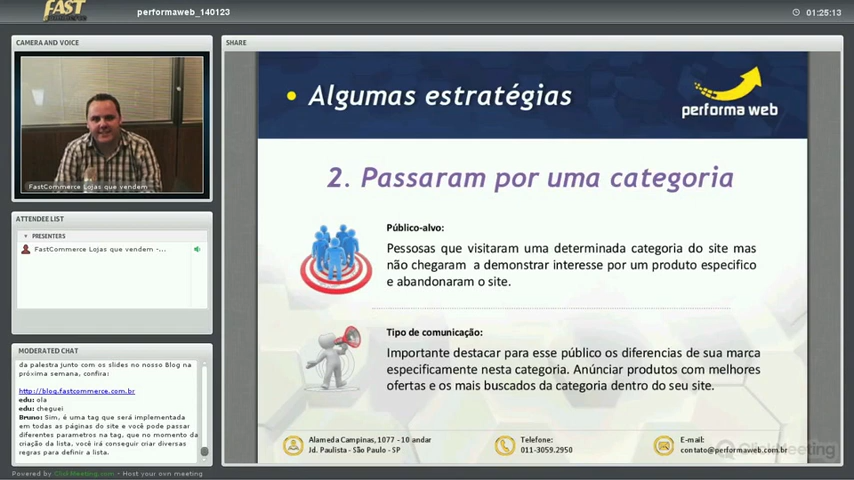 FAST
performaweb_140123
01:25:13
CAMERA AND VOICE
FastCommerce Lojas que vendem
ATTENDEE LIST
PRESENTERS
FastCommerce Lojas que vendem -...
MODERATED CHAT
da palestra junto com os slides no nosso Blog na
próxima semana, confira:
http://blog.fastcommerce.com.br
edu: ola
edu: cheguei
Bruno: Sim, é uma tag que será implementada
em todas as páginas do site e você pode passar
diferentes parametros na tag, que no momento da
criação da lista, você irá conseguir criar diversas
regras para definir a lista.
SHARE
• Algumas estratégias
performa web
2. Passaram por uma categoria
Público-alvo:
Pessosas que visitaram uma determinada categoria do site mas
não chegaram a demonstrar interesse por um produto especifico
e abandonaram o site.
Tipo de comunicação:
Importante destacar para esse público os diferencias de sua marca
especificamente nesta categoria. Anúnciar produtos com melhores
ofertas e os mais buscados da categoria dentro do seu site.
Alameda Campinas, 1077 - 10 andar
Jd. Paulista - São Paulo - SP
Telefone:
011-3059.2950
E-mail:
contato@performaweb.com.br
ClickMeeting
Powered by ClickMeeting.com • Host your own meeting